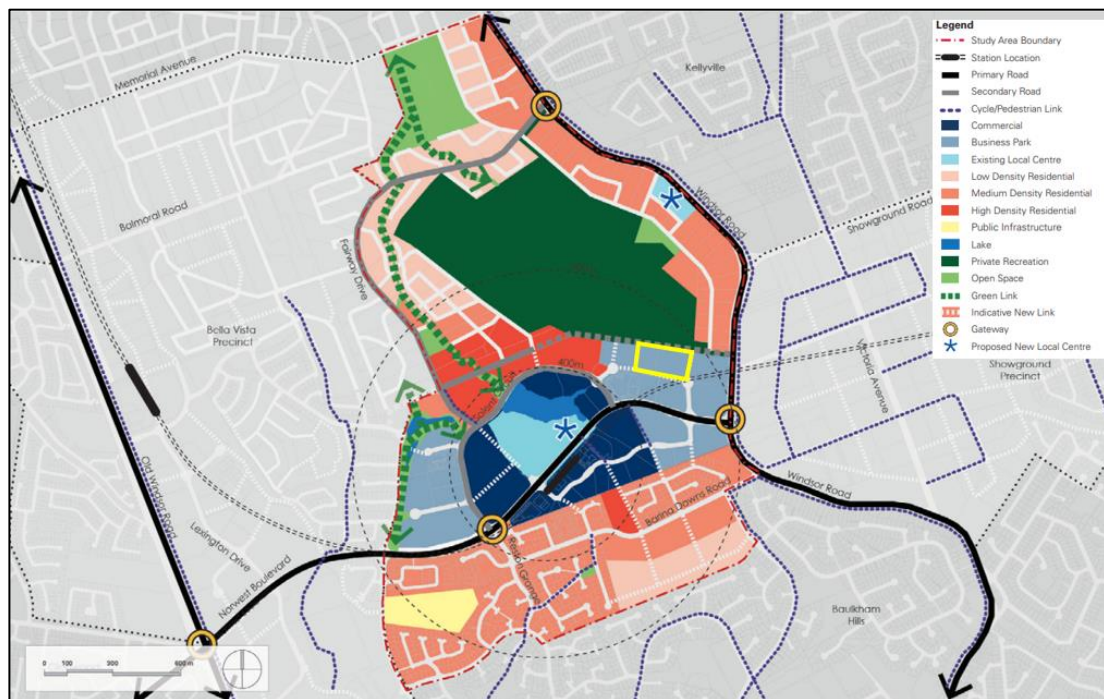 Legend
Study Area Boundary
Station Location
Primary Road
Secondary Road
Cycle/Pedestrian Link
Commercial
Business Park
Existing Local Centre
Low Density Residential
Medium Density Residential
High Density Residential
Public Infrastructure
Lake
Private Recreation
Open Space
Green Link
Indicative New Link
Gateway
Proposed New Local Centre
Memorial Avenue
Kellyville
Balmoral Road
Windsor Road
Showground Road
Fairway Drive
Bella Vista
Precinct
Victoria Avenue
Showground
Precinct
400m
Old Windsor Road
Lexington Drive
Norwest Boulevard
Barina Downs Road
Windsor Road
Reston Grange
Baulkham
Hills
0 100 300 600 m